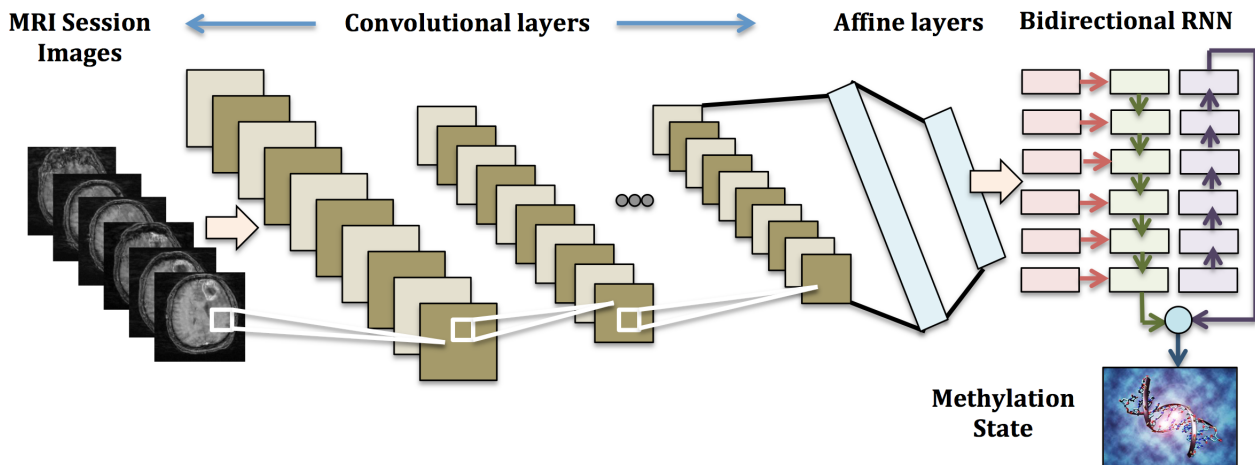 MRI Session
Images
Convolutional layers
Affine layers
Bidirectional RNN
Methylation
State